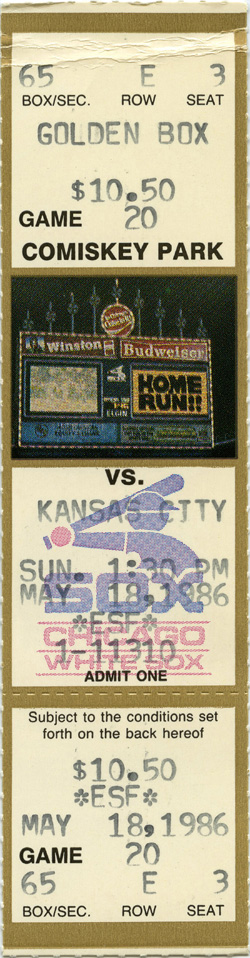 65 E 3
BOX/SEC. ROW SEAT
GOLDEN BOX
$10.50
GAME 20
COMISKEY PARK
Winston Budweiser
HOME
RUN!!
VS.
KANSAS CITY
SUN. 1:30 PM
MAY 18,1986
SOX
*ESF*
CHICAGO
1-11310
WHITE SOX
ADMIT ONE
Subject to the conditions set
forth on the back hereof
$10.50
*ESF*
MAY 18,1986
GAME 20
65 E 3
BOX/SEC. ROW SEAT